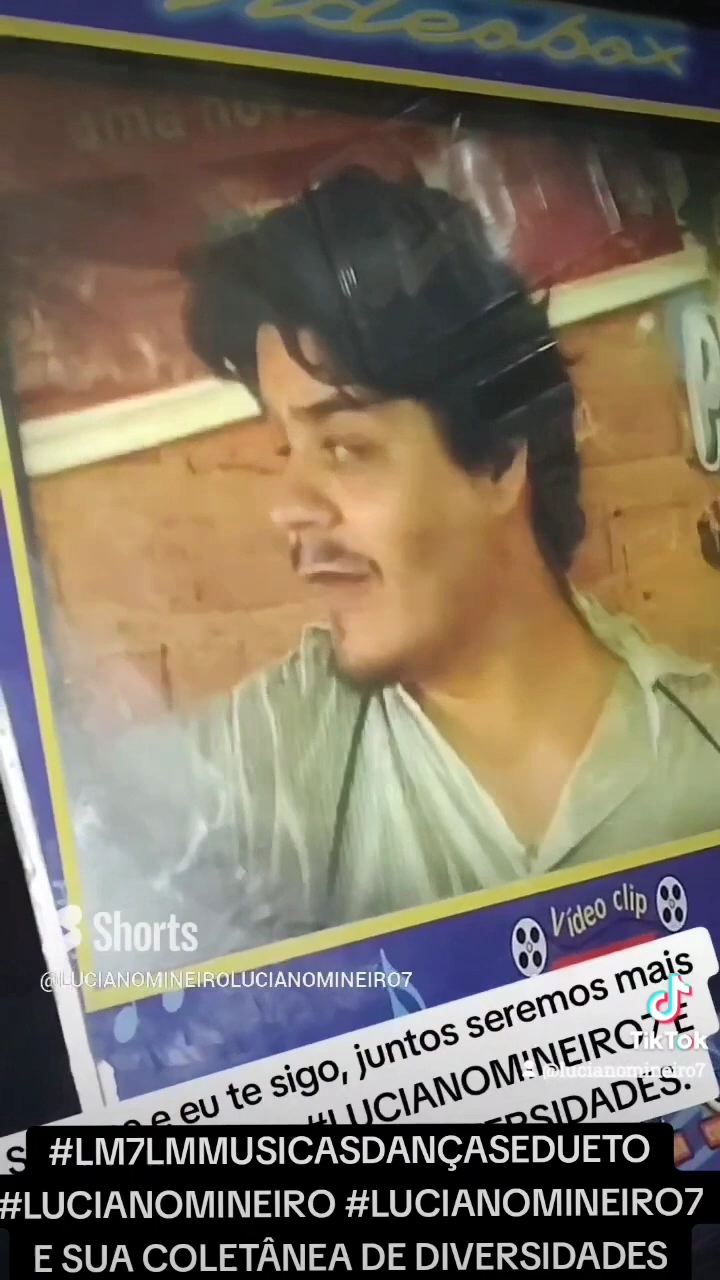 Videobox
uma
Shorts
@LUCIANOMINEIROLUCIANOMINEIRO7
Vídeo clip
e eu te sigo, juntos seremos mais
#LUCIANOMINEIRO7 E
TikTok
@lucianomineiro7
#LM7LMMUSICASDANÇASEDUETO
#LUCIANOMINEIRO #LUCIANOMINEIRO7
E SUA COLETÂNEA DE DIVERSIDADES